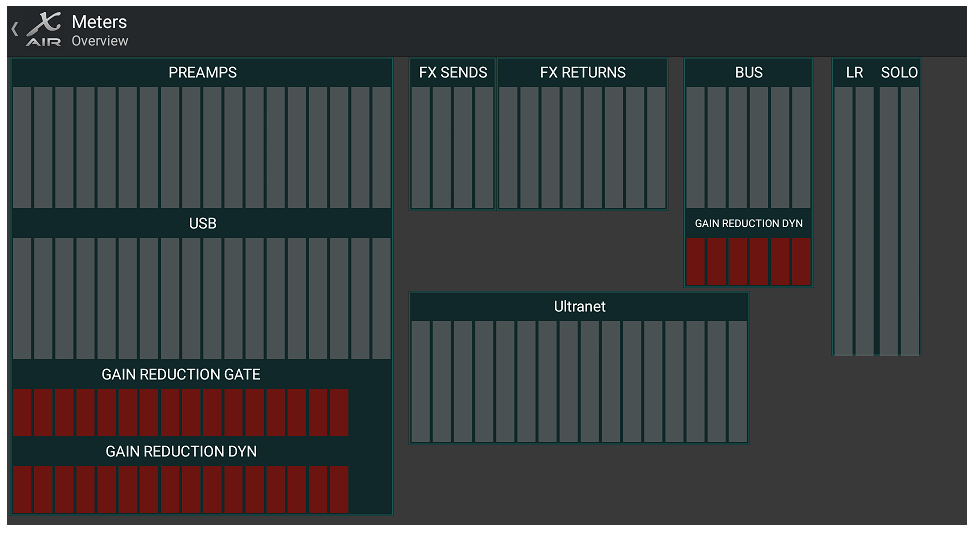 X AIR
Meters
Overview
PREAMPS
FX SENDS
FX RETURNS
BUS
LR
SOLO
USB
GAIN REDUCTION DYN
Ultranet
GAIN REDUCTION GATE
GAIN REDUCTION DYN